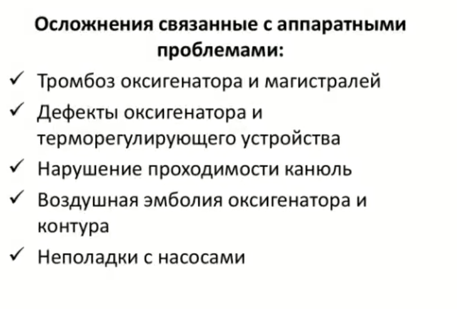 Осложнения связанные с аппаратными
проблемами:
✓ Тромбоз оксигенатора и магистралей
✓ Дефекты оксигенатора и
терморегулирующего устройства
✓ Нарушение проходимости канюль
✓ Воздушная эмболия оксигенатора и
контура
✓ Неполадки с насосами